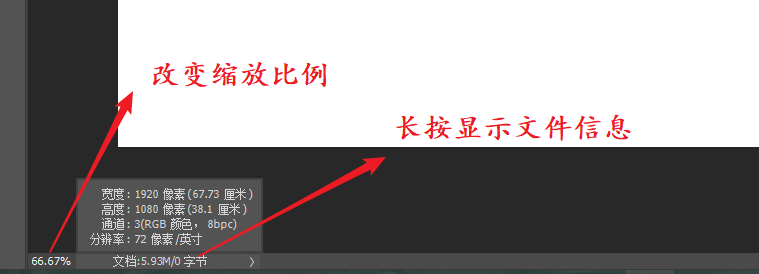 改变缩放比例
长按显示文件信息
宽度：1920 像素(67.73 厘米)
高度：1080 像素(38.1 厘米)
通道：3(RGB 颜色，8bpc)
分辨率：72 像素/英寸
66.67% 文档:5.93M/0 字节